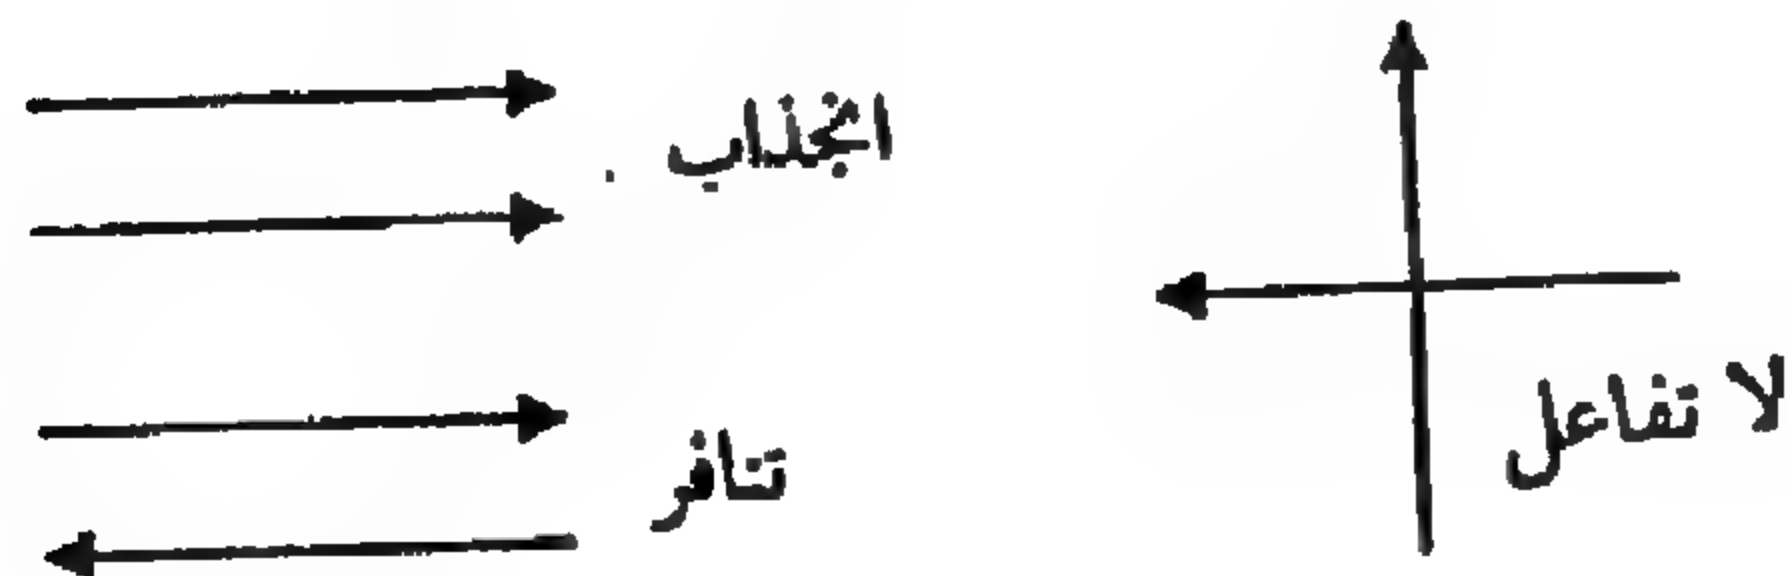 انجذاب
تنافر
لا تفاعل